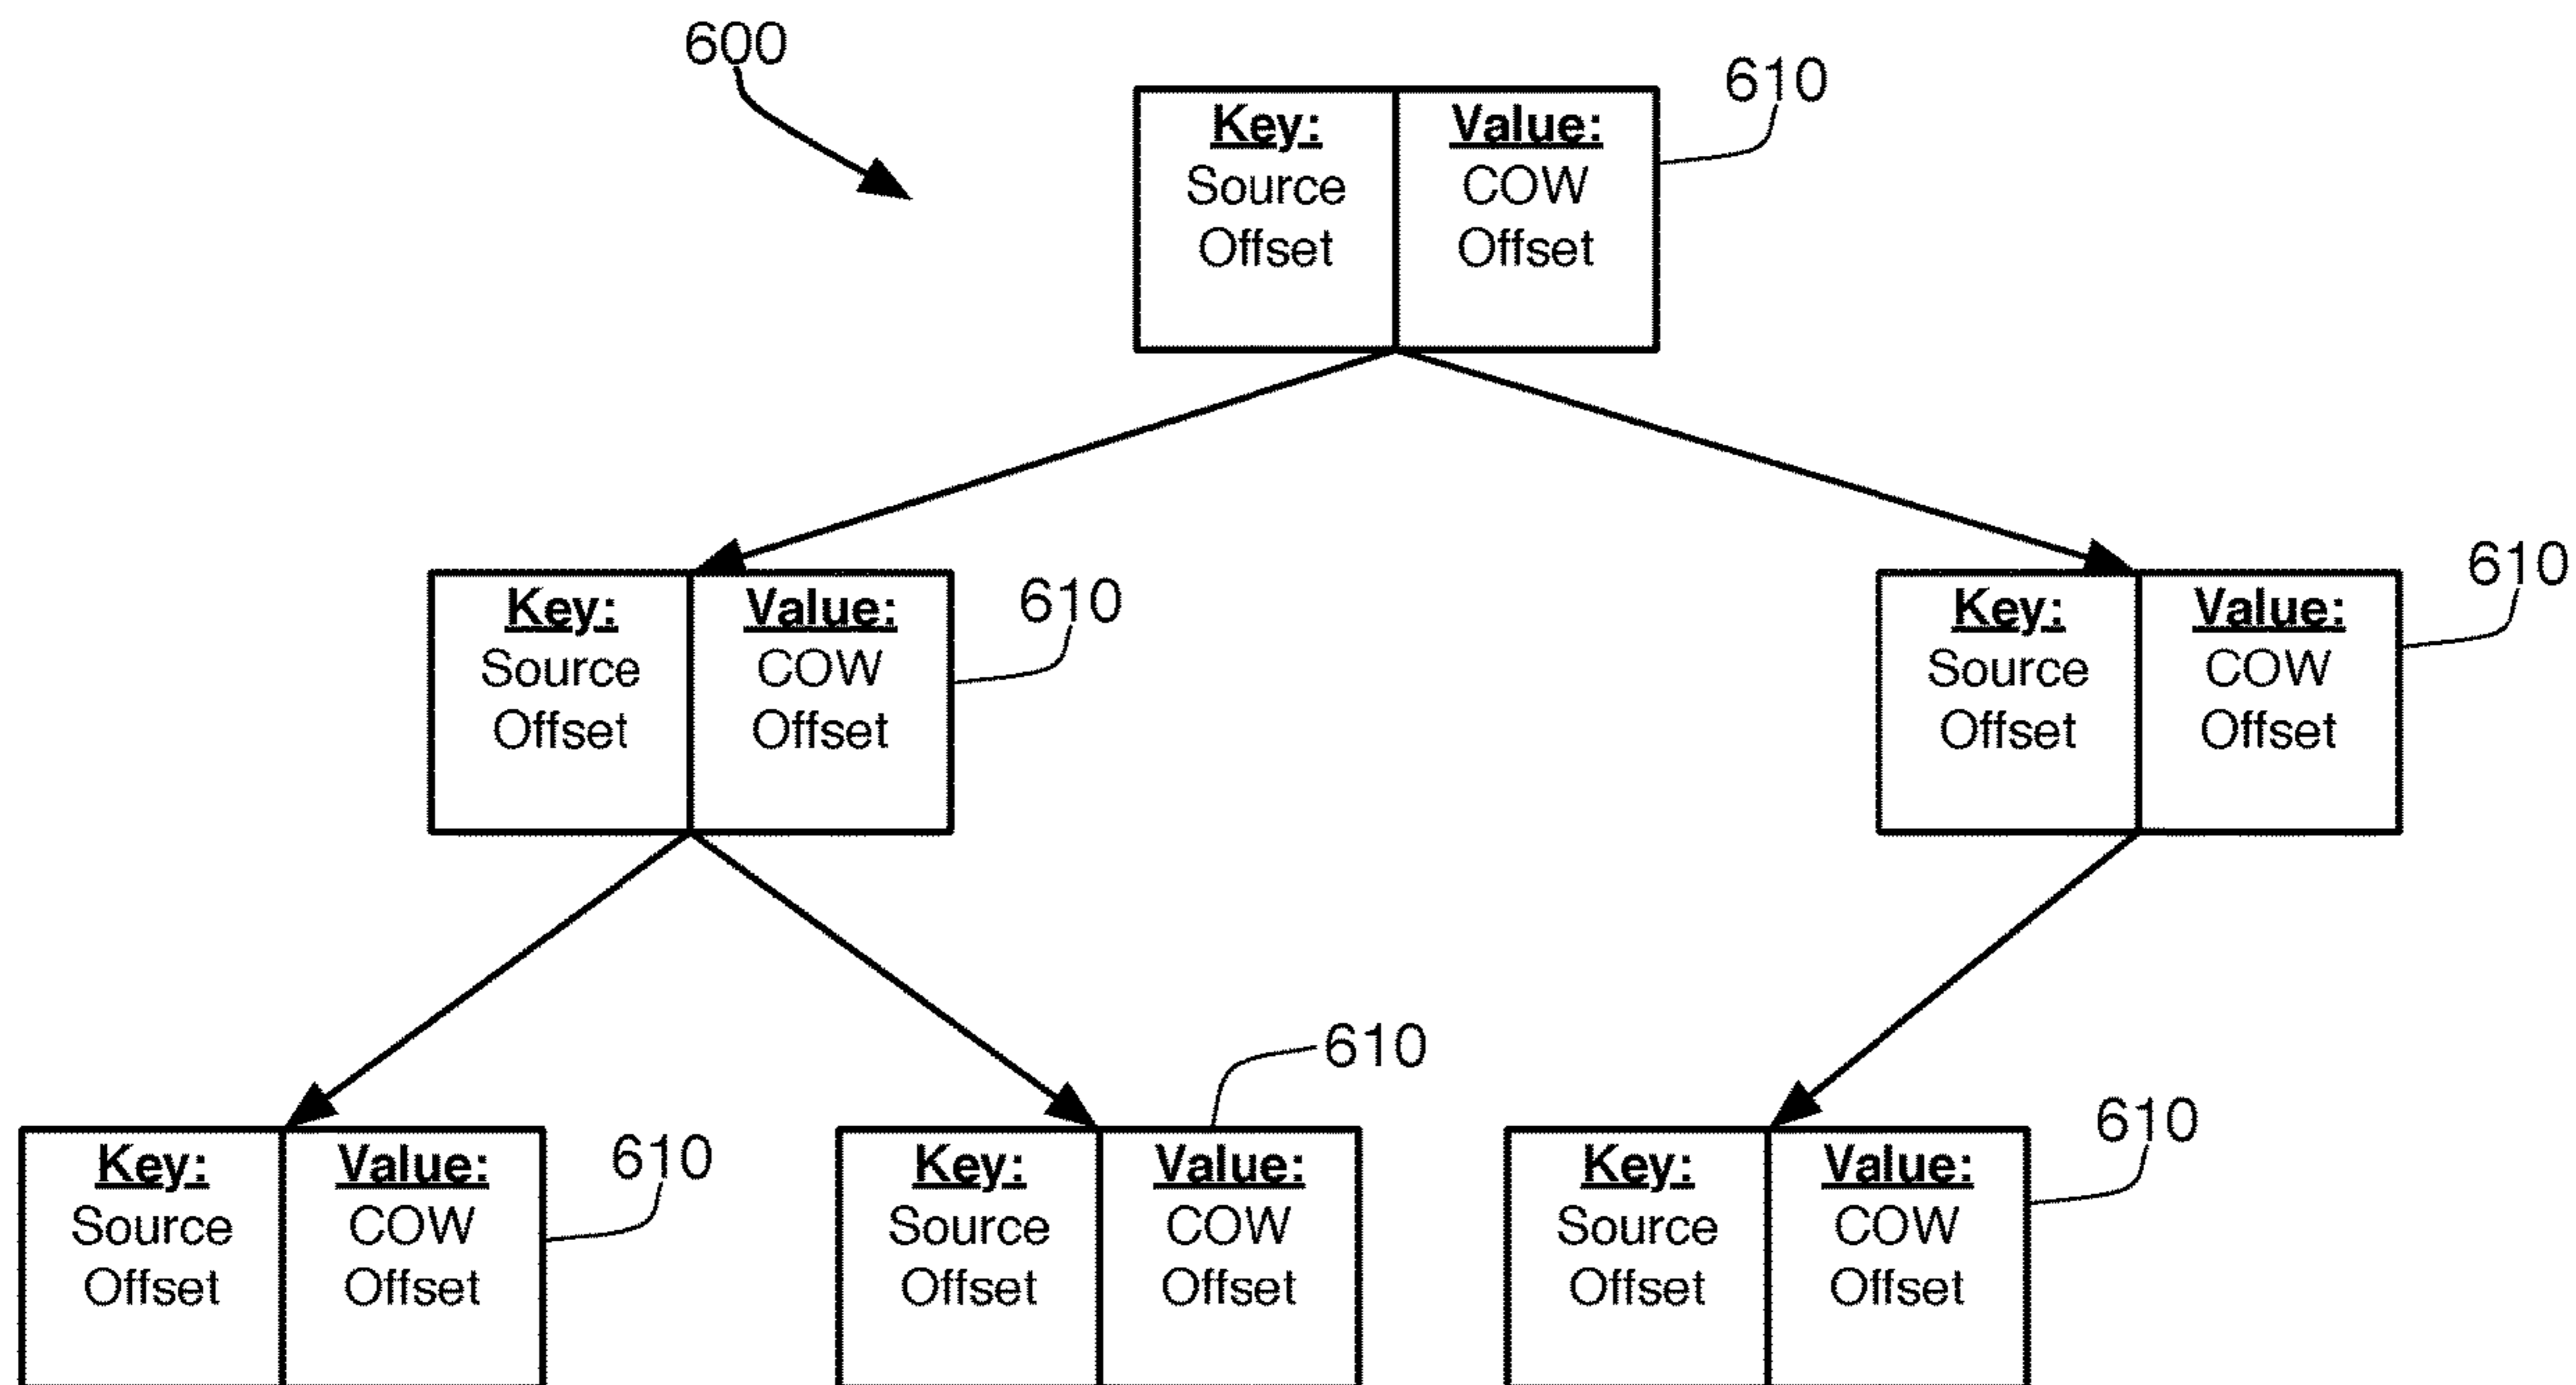 600
610
Key:
Source
Offset
Value:
COW
Offset
Key:
Source
Offset
Value:
COW
Offset
610
Key:
Source
Offset
Value:
COW
Offset
610
Key:
Source
Offset
Value:
COW
Offset
610
Key:
Source
Offset
Value:
COW
Offset
610
Key:
Source
Offset
Value:
COW
Offset
610